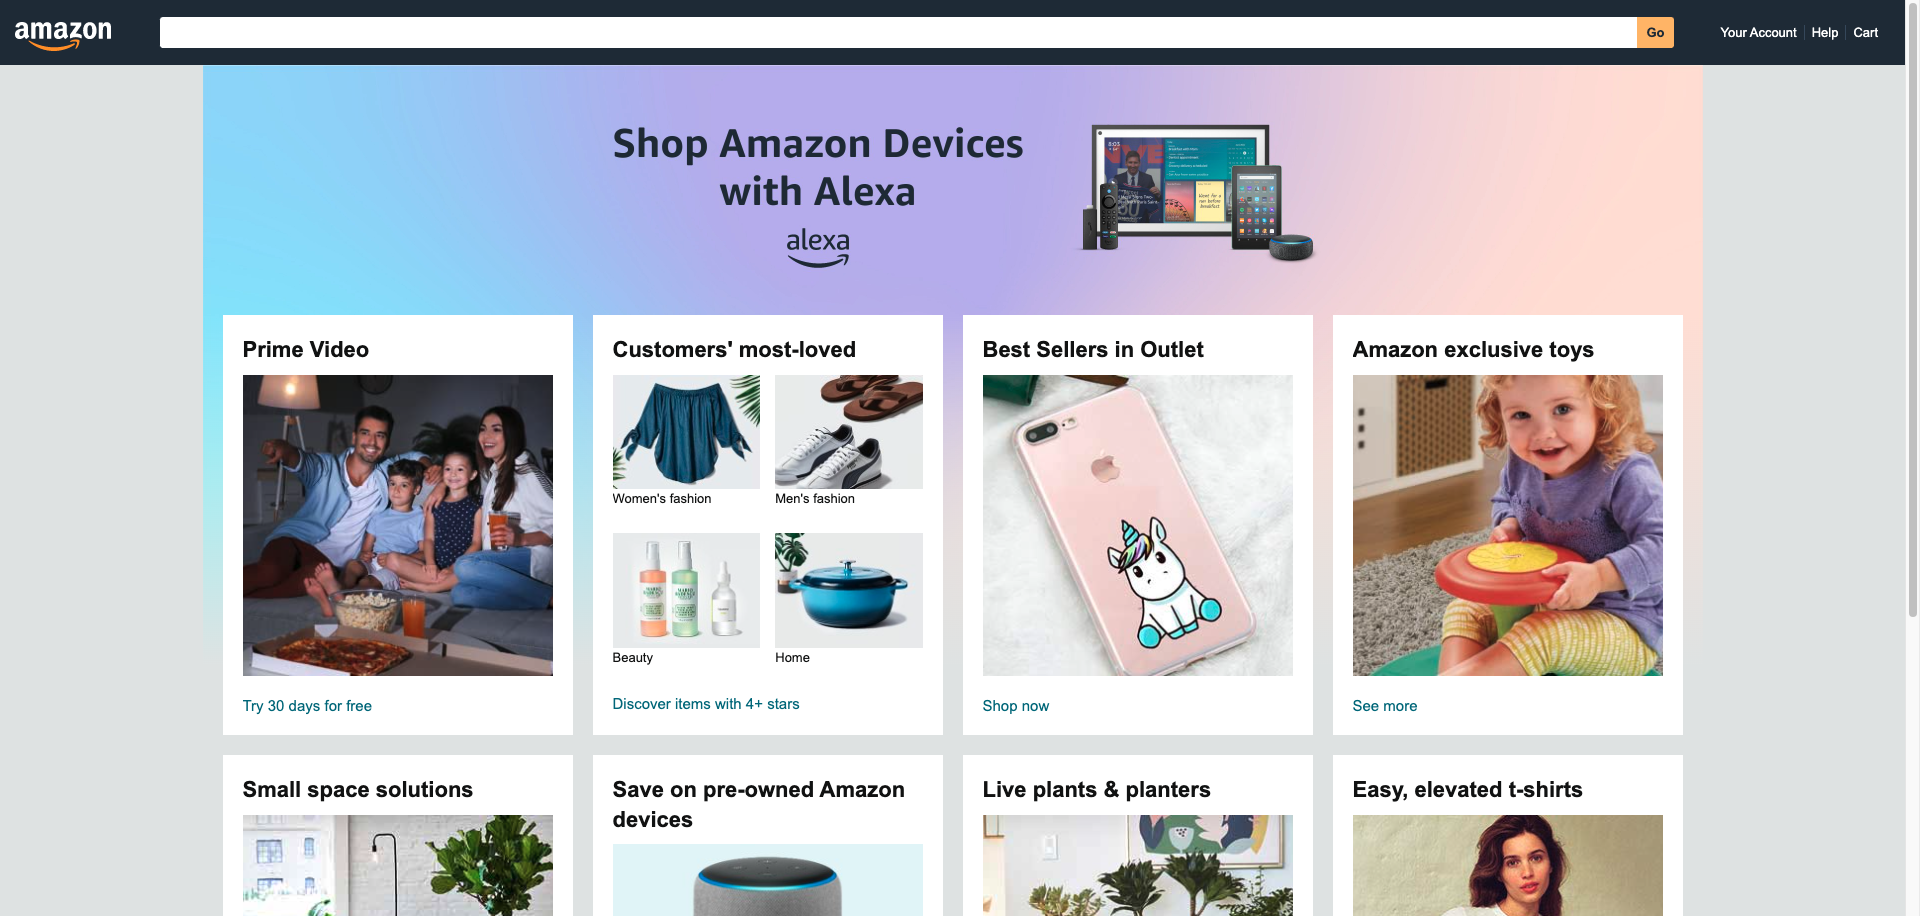 amazon
Go
Your Account
Help
Cart
Shop Amazon Devices
with Alexa
alexa
8:03
Prime Video
Customers' most-loved
Women's fashion
Men's fashion
Beauty
Home
Best Sellers in Outlet
Amazon exclusive toys
Try 30 days for free
Discover items with 4+ stars
Shop now
See more
Small space solutions
Save on pre-owned Amazon
devices
Live plants & planters
Easy, elevated t-shirts